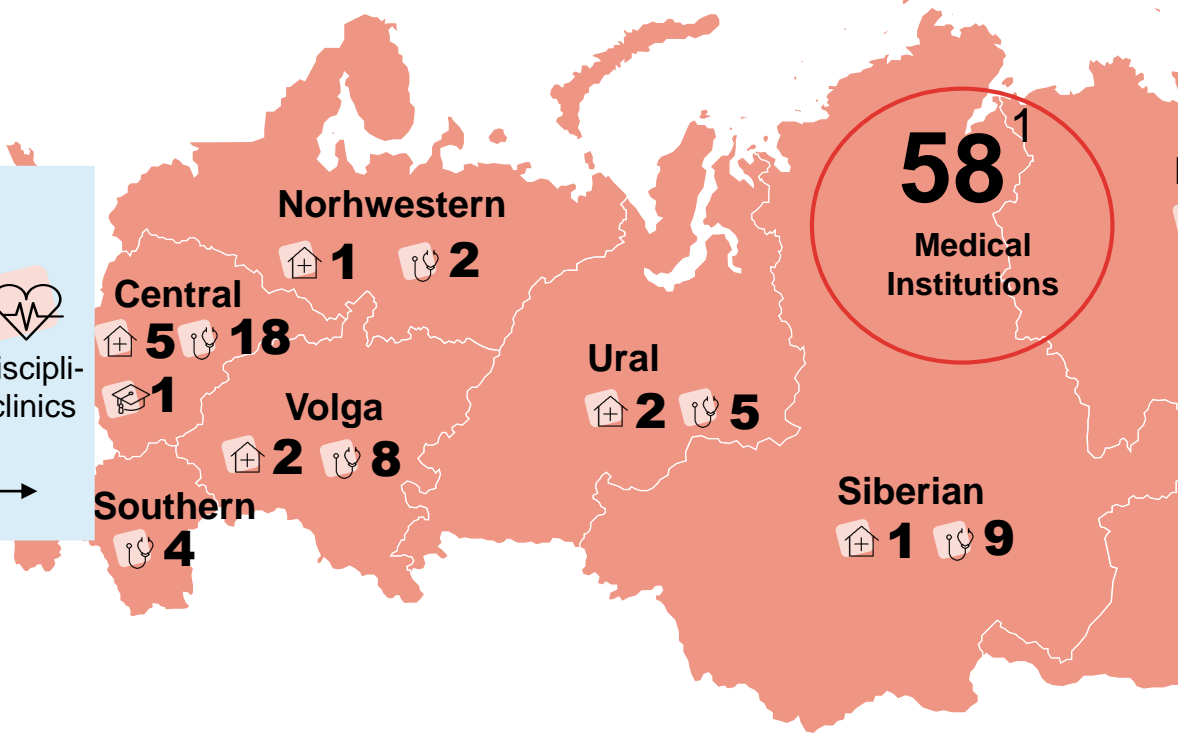 58
1
Medical
Institutions
Norhwestern
1 2
Central
5 18
1
Ural
2 5
Volga
2 8
iscipli-
clinics
Siberian
1 9
Southern
4